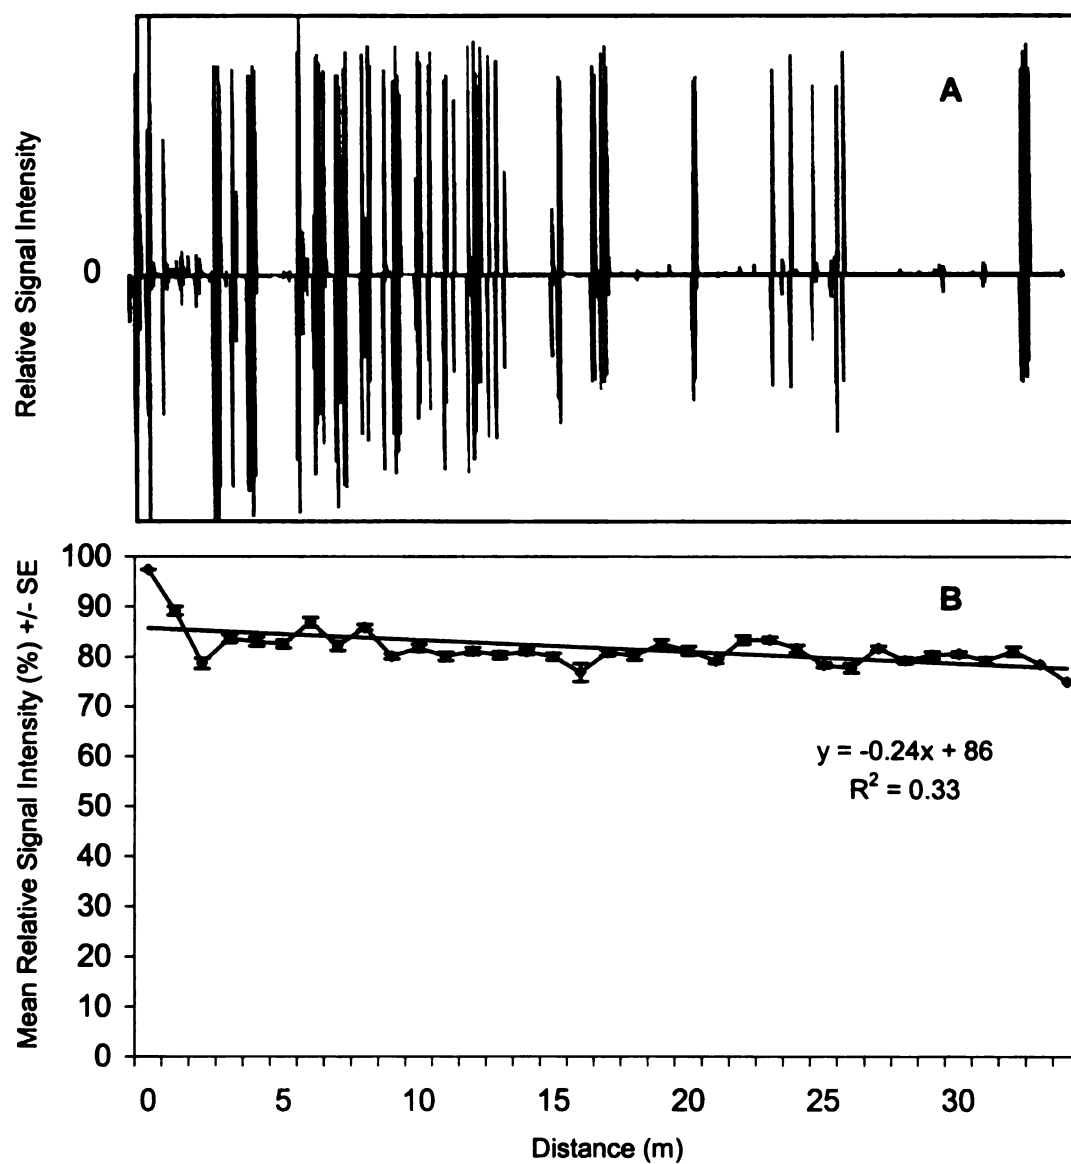 A
Relative Signal Intensity
0
B
Mean Relative Signal Intensity (%) +/- SE
100
90
80
70
60
50
40
30
20
10
0
y = -0.24x + 86
R² = 0.33
0 5 10 15 20 25 30
Distance (m)